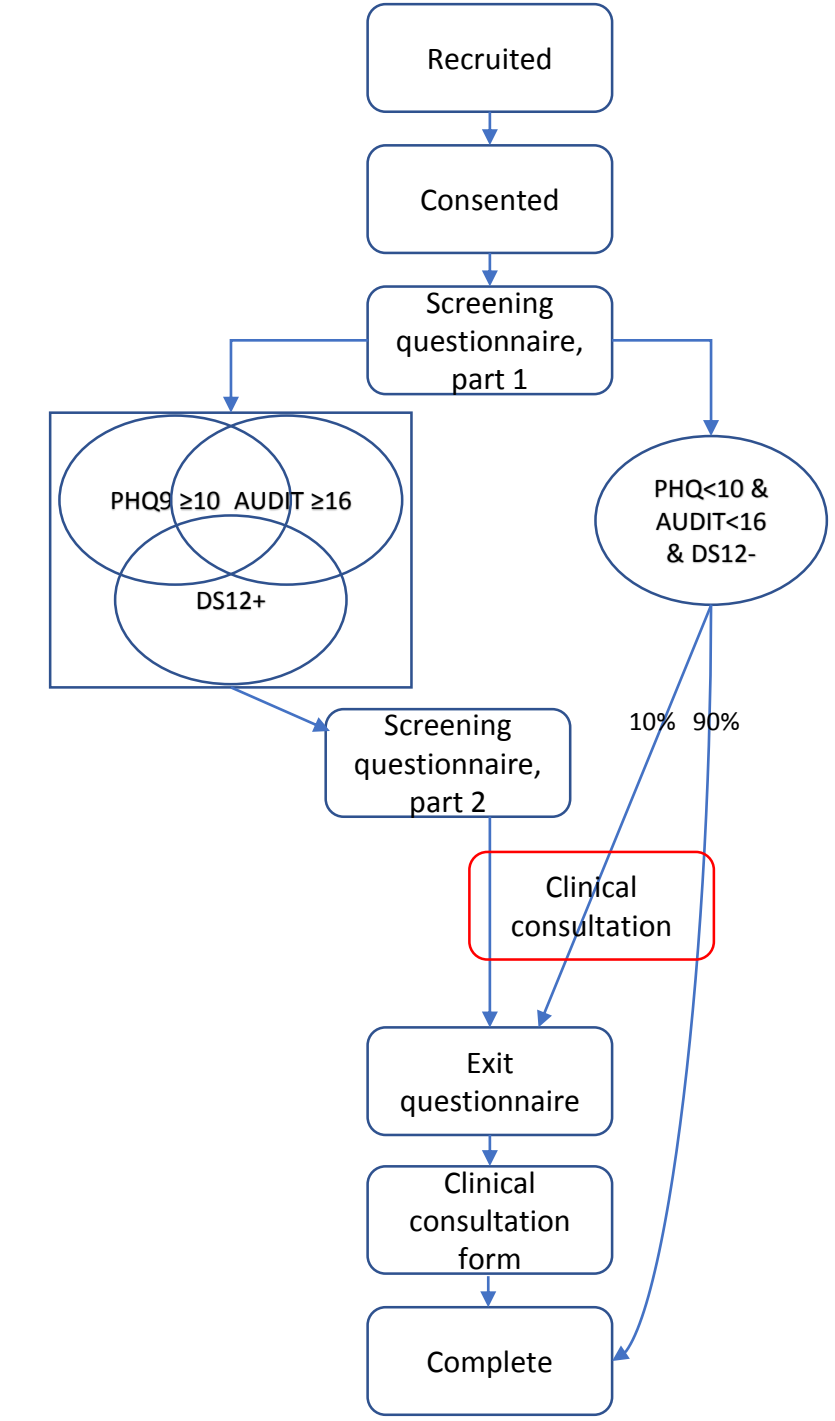 Recruited
Consented
Screening
questionnaire,
part 1
PHQ9 ≥10
AUDIT ≥16
DS12+
PHQ<10 &
AUDIT<16
& DS12-
10%
90%
Screening
questionnaire,
part 2
Clinical
consultation
Exit
questionnaire
Clinical
consultation
form
Complete